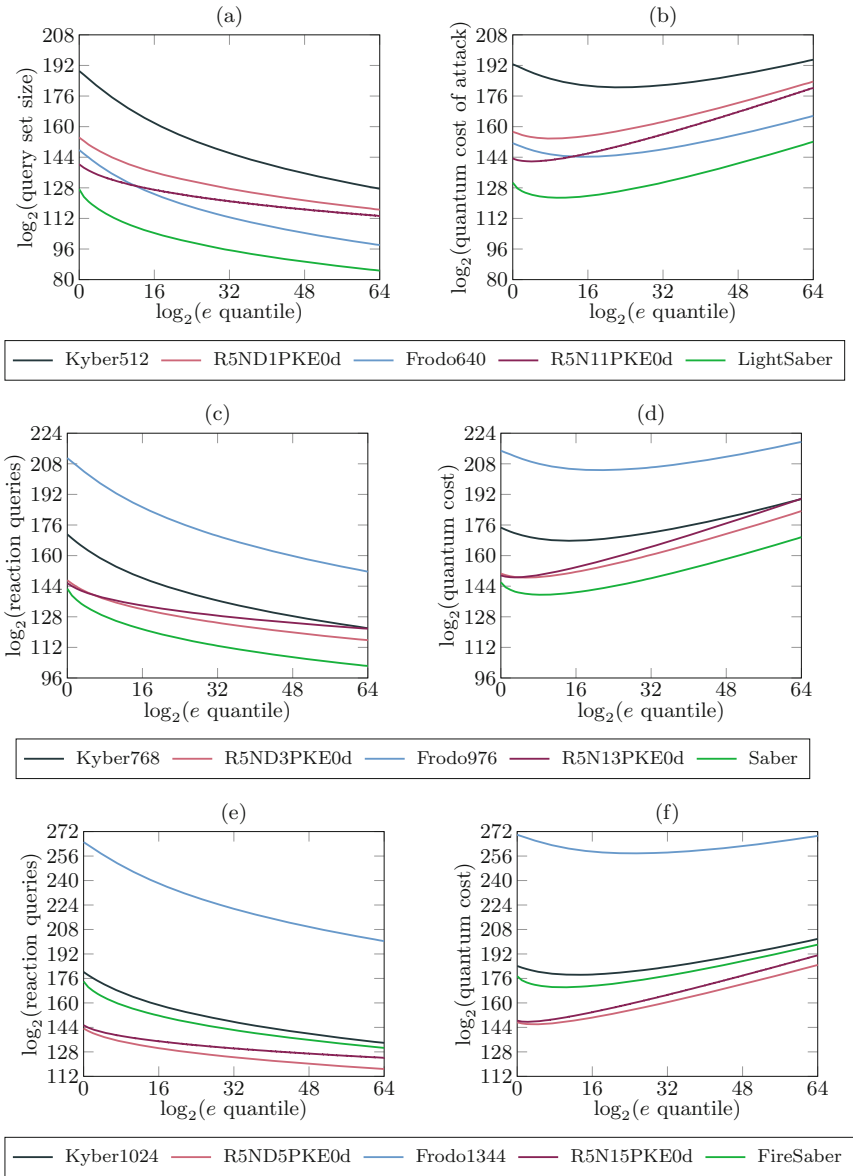 (a) (b)
208 208
192 192
176 176
160 160
144 144
128 128
112 112
96 96
80 80
0 16 32 48 64 0 16 32 48 64
log2(query set size) log2(quantum cost of attack)
log2(e quantile) log2(e quantile)
Kyber512 R5ND1PKE0d Frodo640 R5N11PKE0d LightSaber
(c) (d)
224 224
208 208
192 192
176 176
160 160
144 144
128 128
112 112
96 96
0 16 32 48 64 0 16 32 48 64
log2(reaction queries) log2(quantum cost)
log2(e quantile) log2(e quantile)
Kyber768 R5ND3PKE0d Frodo976 R5N13PKE0d Saber
(e) (f)
272 272
256 256
240 240
224 224
208 208
192 192
176 176
160 160
144 144
128 128
112 112
0 16 32 48 64 0 16 32 48 64
log2(reaction queries) log2(quantum cost)
log2(e quantile) log2(e quantile)
Kyber1024 R5ND5PKE0d Frodo1344 R5N15PKE0d FireSaber